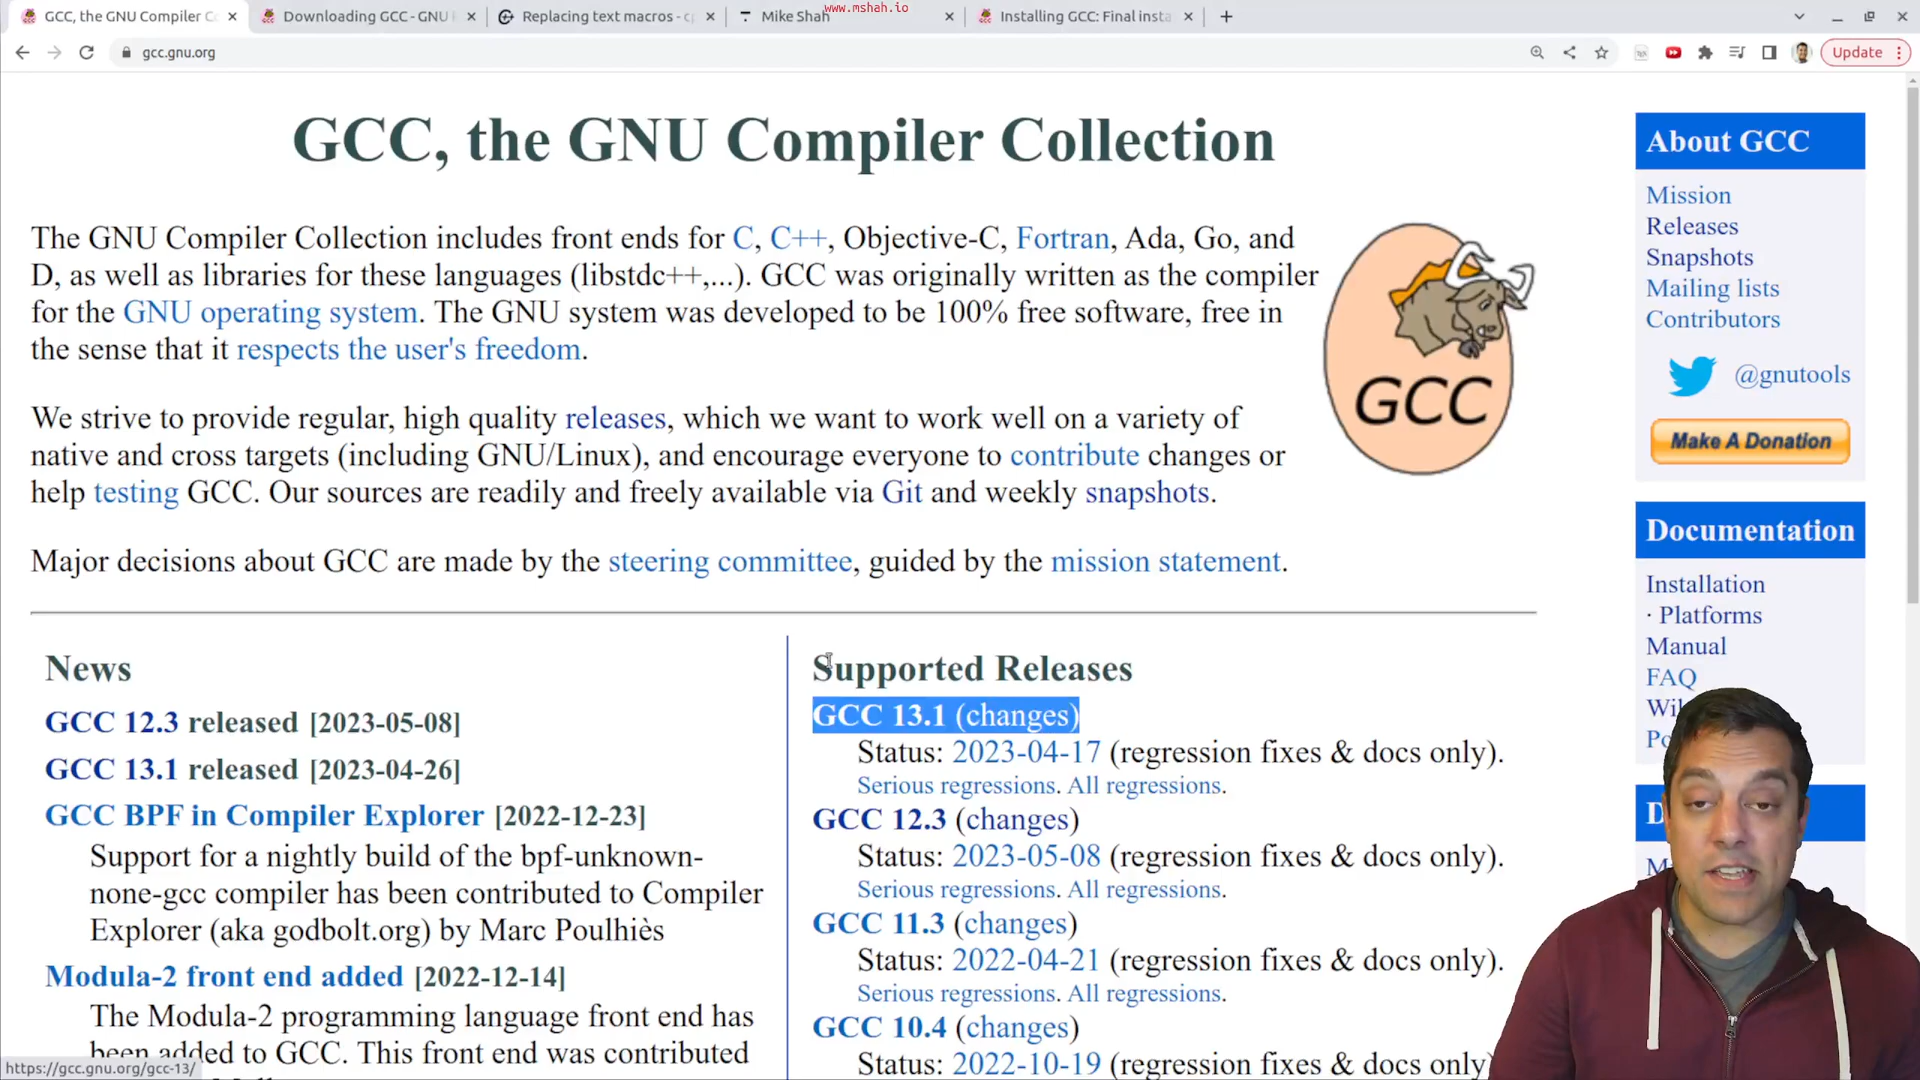 GCC, the GNU Compiler C
Downloading GCC - GNU
Replacing text macros - c
Mike Shah
www.mshah.io
Installing GCC: Final insta
gcc.gnu.org
Update
GCC, the GNU Compiler Collection
The GNU Compiler Collection includes front ends for C, C++, Objective-C, Fortran, Ada, Go, and
D, as well as libraries for these languages (libstdc++,...). GCC was originally written as the compiler
for the GNU operating system. The GNU system was developed to be 100% free software, free in
the sense that it respects the user's freedom.
We strive to provide regular, high quality releases, which we want to work well on a variety of
native and cross targets (including GNU/Linux), and encourage everyone to contribute changes or
help testing GCC. Our sources are readily and freely available via Git and weekly snapshots.
Major decisions about GCC are made by the steering committee, guided by the mission statement.
GCC
News
GCC 12.3 released [2023-05-08]
GCC 13.1 released [2023-04-26]
GCC BPF in Compiler Explorer [2022-12-23]
Support for a nightly build of the bpf-unknown-
none-gcc compiler has been contributed to Compiler
Explorer (aka godbolt.org) by Marc Poulhiès
Modula-2 front end added [2022-12-14]
The Modula-2 programming language front end has
been added to GCC. This front end was contributed
Supported Releases
GCC 13.1 (changes)
Status: 2023-04-17 (regression fixes & docs only).
Serious regressions. All regressions.
GCC 12.3 (changes)
Status: 2023-05-08 (regression fixes & docs only).
Serious regressions. All regressions.
GCC 11.3 (changes)
Status: 2022-04-21 (regression fixes & docs only).
Serious regressions. All regressions.
GCC 10.4 (changes)
Status: 2022-10-19 (regression fixes & docs only).
About GCC
Mission
Releases
Snapshots
Mailing lists
Contributors
@gnutools
Make A Donation
Documentation
Installation
· Platforms
Manual
FAQ
https://gcc.gnu.org/gcc-13/